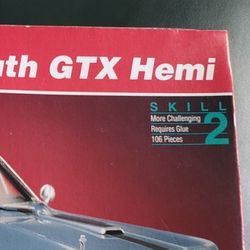 uth GTX Hemi
SKILL
More Challenging
Requires Glue
106 Pieces
2